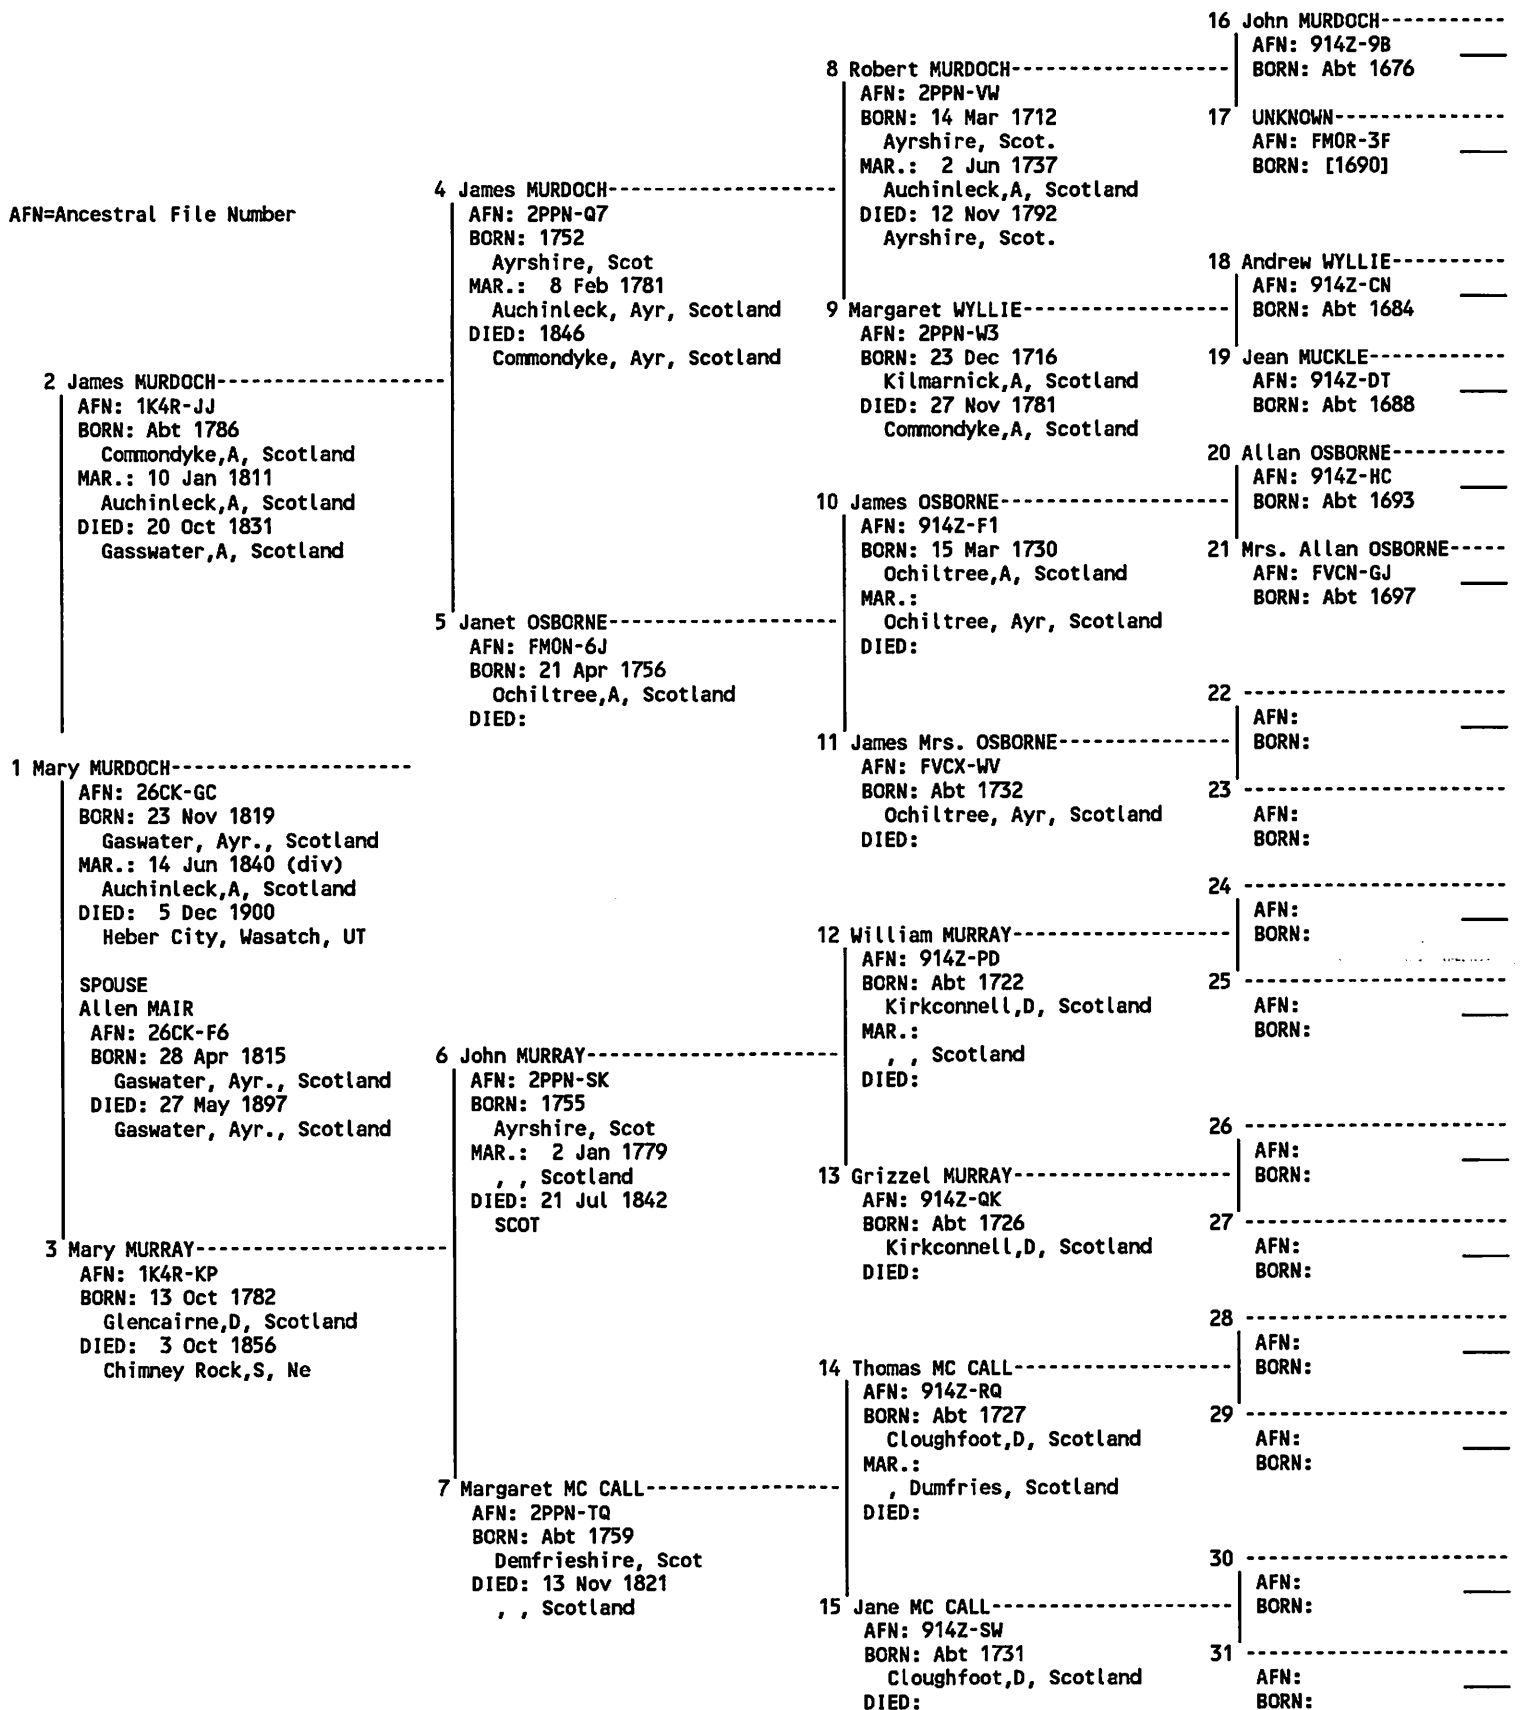 AFN=Ancestral File Number
1 Mary MURDOCH--------------------
AFN: 26CK-GC
BORN: 23 Nov 1819
Gaswater, Ayr., Scotland
MAR.: 14 Jun 1840 (div)
Auchinleck,A, Scotland
DIED:  5 Dec 1900
Heber City, Wasatch, UT
SPOUSE
Allen MAIR
AFN: 26CK-F6
BORN: 28 Apr 1815
Gaswater, Ayr., Scotland
DIED: 27 May 1897
Gaswater, Ayr., Scotland
2 James MURDOCH--------------------
AFN: 1K4R-JJ
BORN: Abt 1786
Commondyke,A, Scotland
MAR.: 10 Jan 1811
Auchinleck,A, Scotland
DIED: 20 Oct 1831
Gasswater,A, Scotland
3 Mary MURRAY---------------------
AFN: 1K4R-KP
BORN: 13 Oct 1782
Glencairne,D, Scotland
DIED:  3 Oct 1856
Chimney Rock,S, Ne
4 James MURDOCH--------------------
AFN: 2PPN-Q7
BORN: 1752
Ayrshire, Scot
MAR.:  8 Feb 1781
Auchinleck, Ayr, Scotland
DIED: 1846
Commondyke, Ayr, Scotland
5 Janet OSBORNE--------------------
AFN: FMON-6J
BORN: 21 Apr 1756
Ochiltree,A, Scotland
DIED:
6 John MURRAY----------------------
AFN: 2PPN-SK
BORN: 1755
Ayrshire, Scot
MAR.:  2 Jan 1779
, , Scotland
DIED: 21 Jul 1842
SCOT
7 Margaret MC CALL-----------------
AFN: 2PPN-TQ
BORN: Abt 1759
Demfrieshire, Scot
DIED: 13 Nov 1821
, , Scotland
8 Robert MURDOCH-------------------
AFN: 2PPN-VW
BORN: 14 Mar 1712
Ayrshire, Scot.
MAR.:  2 Jun 1737
Auchinleck,A, Scotland
DIED: 12 Nov 1792
Ayrshire, Scot.
9 Margaret WYLLIE------------------
AFN: 2PPN-W3
BORN: 23 Dec 1716
Kilmarnick,A, Scotland
DIED: 27 Nov 1781
Commondyke,A, Scotland
10 James OSBORNE--------------------
AFN: 914Z-F1
BORN: 15 Mar 1730
Ochiltree,A, Scotland
MAR.:
Ochiltree, Ayr, Scotland
DIED:
11 James Mrs. OSBORNE---------------
AFN: FVCX-WV
BORN: Abt 1732
Ochiltree, Ayr, Scotland
DIED:
12 William MURRAY-------------------
AFN: 914Z-PD
BORN: Abt 1722
Kirkconnell,D, Scotland
MAR.:
, , Scotland
DIED:
13 Grizzel MURRAY-------------------
AFN: 914Z-QK
BORN: Abt 1726
Kirkconnell,D, Scotland
DIED:
14 Thomas MC CALL-------------------
AFN: 914Z-RQ
BORN: Abt 1727
Cloughfoot,D, Scotland
MAR.:
, Dumfries, Scotland
DIED:
15 Jane MC CALL---------------------
AFN: 914Z-SW
BORN: Abt 1731
Cloughfoot,D, Scotland
DIED:
16 John MURDOCH-----------
AFN: 914Z-9B
BORN: Abt 1676
17 UNKNOWN---------------
AFN: FMOR-3F
BORN: [1690]
18 Andrew WYLLIE----------
AFN: 914Z-CN
BORN: Abt 1684
19 Jean MUCKLE------------
AFN: 914Z-DT
BORN: Abt 1688
20 Allan OSBORNE----------
AFN: 914Z-HC
BORN: Abt 1693
21 Mrs. Allan OSBORNE-----
AFN: FVCN-GJ
BORN: Abt 1697
22 -----------------------
AFN:
BORN:
23 -----------------------
AFN:
BORN:
24 -----------------------
AFN:
BORN:
25 -----------------------
AFN:
BORN:
26 -----------------------
AFN:
BORN:
27 -----------------------
AFN:
BORN:
28 -----------------------
AFN:
BORN:
29 -----------------------
AFN:
BORN:
30 -----------------------
AFN:
BORN:
31 -----------------------
AFN:
BORN: